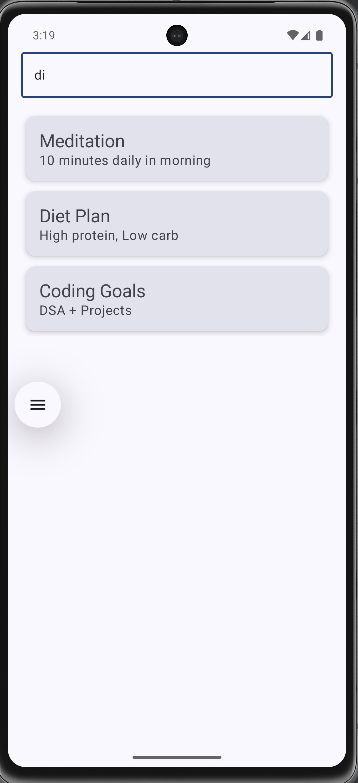 3:19
di
Meditation
10 minutes daily in morning
Diet Plan
High protein, Low carb
Coding Goals
DSA + Projects